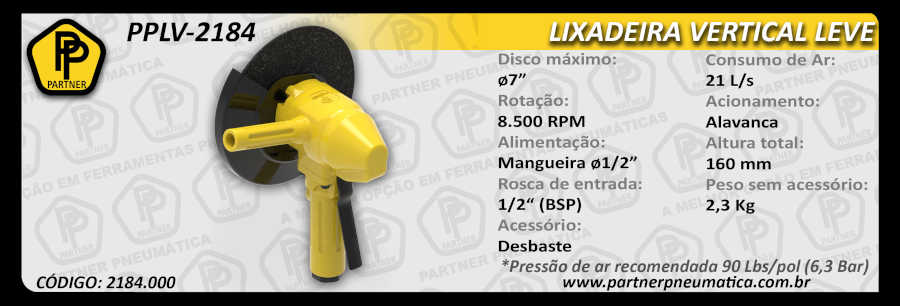 PPLV-2184
LIXADEIRA VERTICAL LEVE
PP
PARTNER
Disco máximo:
ø7”
Rotação:
8.500 RPM
Alimentação:
Mangueira ø1/2”
Rosca de entrada:
1/2“ (BSP)
Acessório:
Desbaste
Consumo de Ar:
21 L/s
Acionamento:
Alavanca
Altura total:
160 mm
Peso sem acessório:
2,3 Kg
*Pressão de ar recomendada 90 Lbs/pol (6,3 Bar)
CÓDIGO: 2184.000
www.partnerpneumatica.com.br